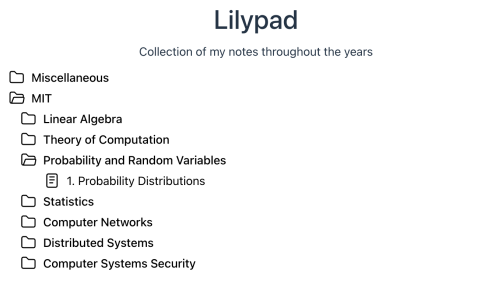 Lilypad
Collection of my notes throughout the years
Miscellaneous
MIT
Linear Algebra
Theory of Computation
Probability and Random Variables
1. Probability Distributions
Statistics
Computer Networks
Distributed Systems
Computer Systems Security